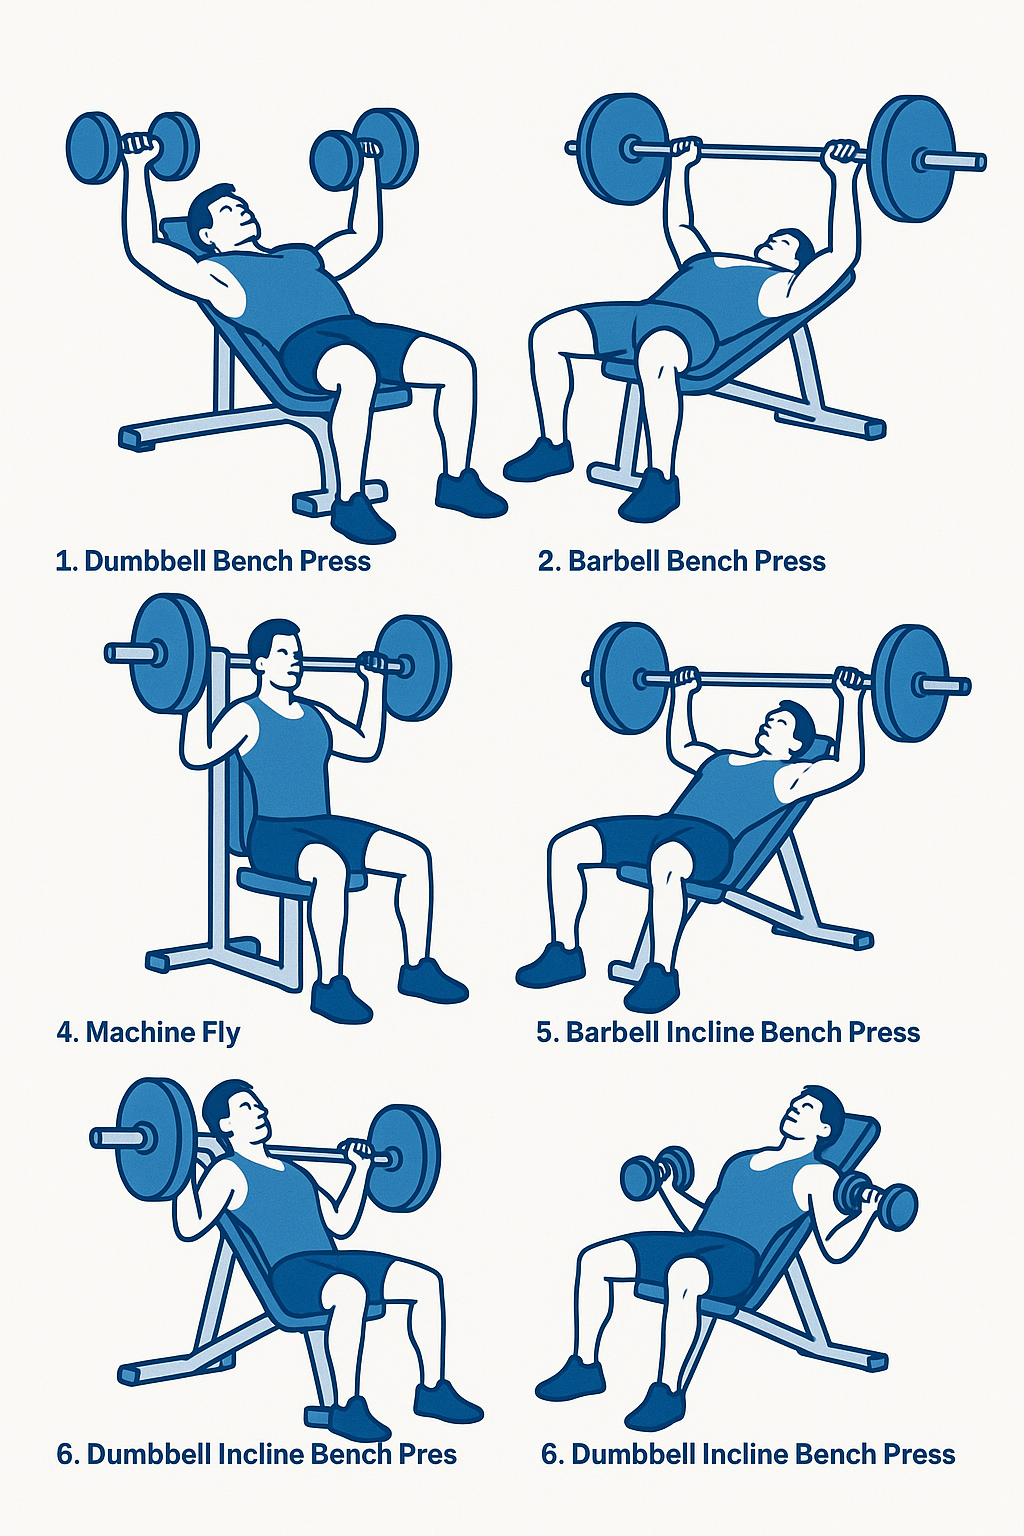 1. Dumbbell Bench Press
2. Barbell Bench Press
4. Machine Fly
5. Barbell Incline Bench Press
6. Dumbbell Incline Bench Pres
6. Dumbbell Incline Bench Press